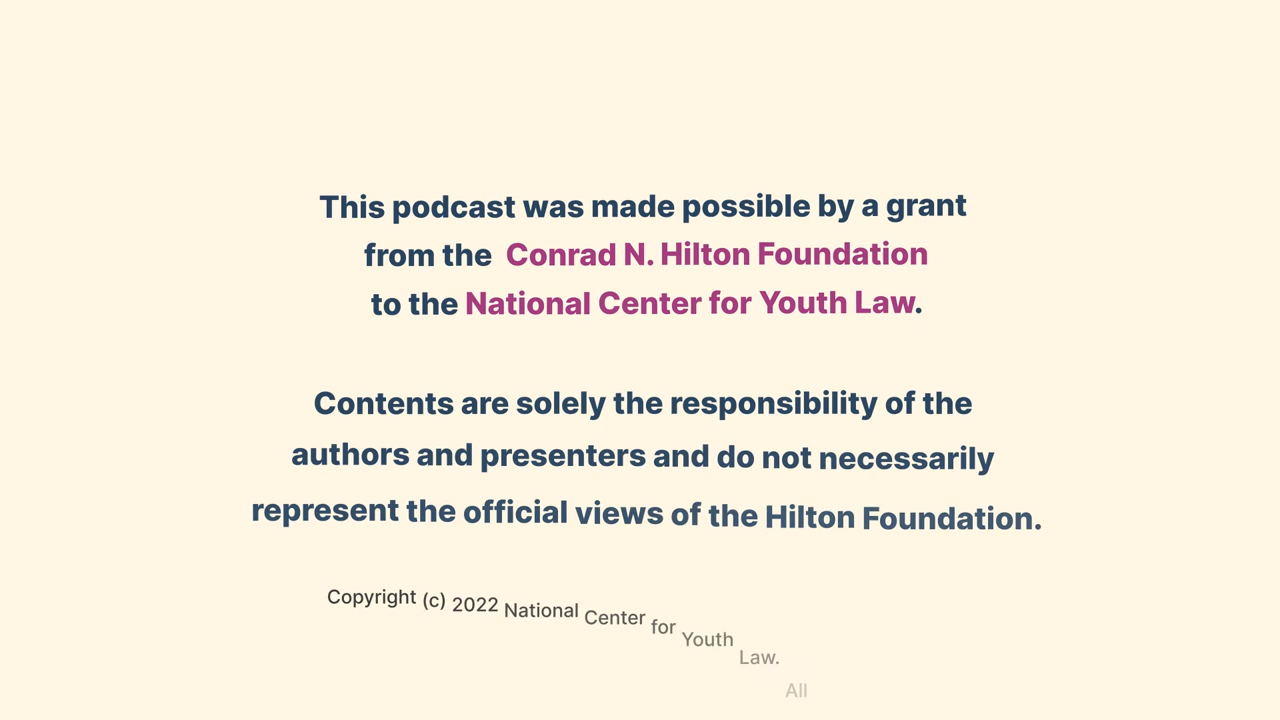 This podcast was made possible by a grant
from the Conrad N. Hilton Foundation
to the National Center for Youth Law.
Contents are solely the responsibility of the
authors and presenters and do not necessarily
represent the official views of the Hilton Foundation.
Copyright (c) 2022 National Center for Youth Law. All